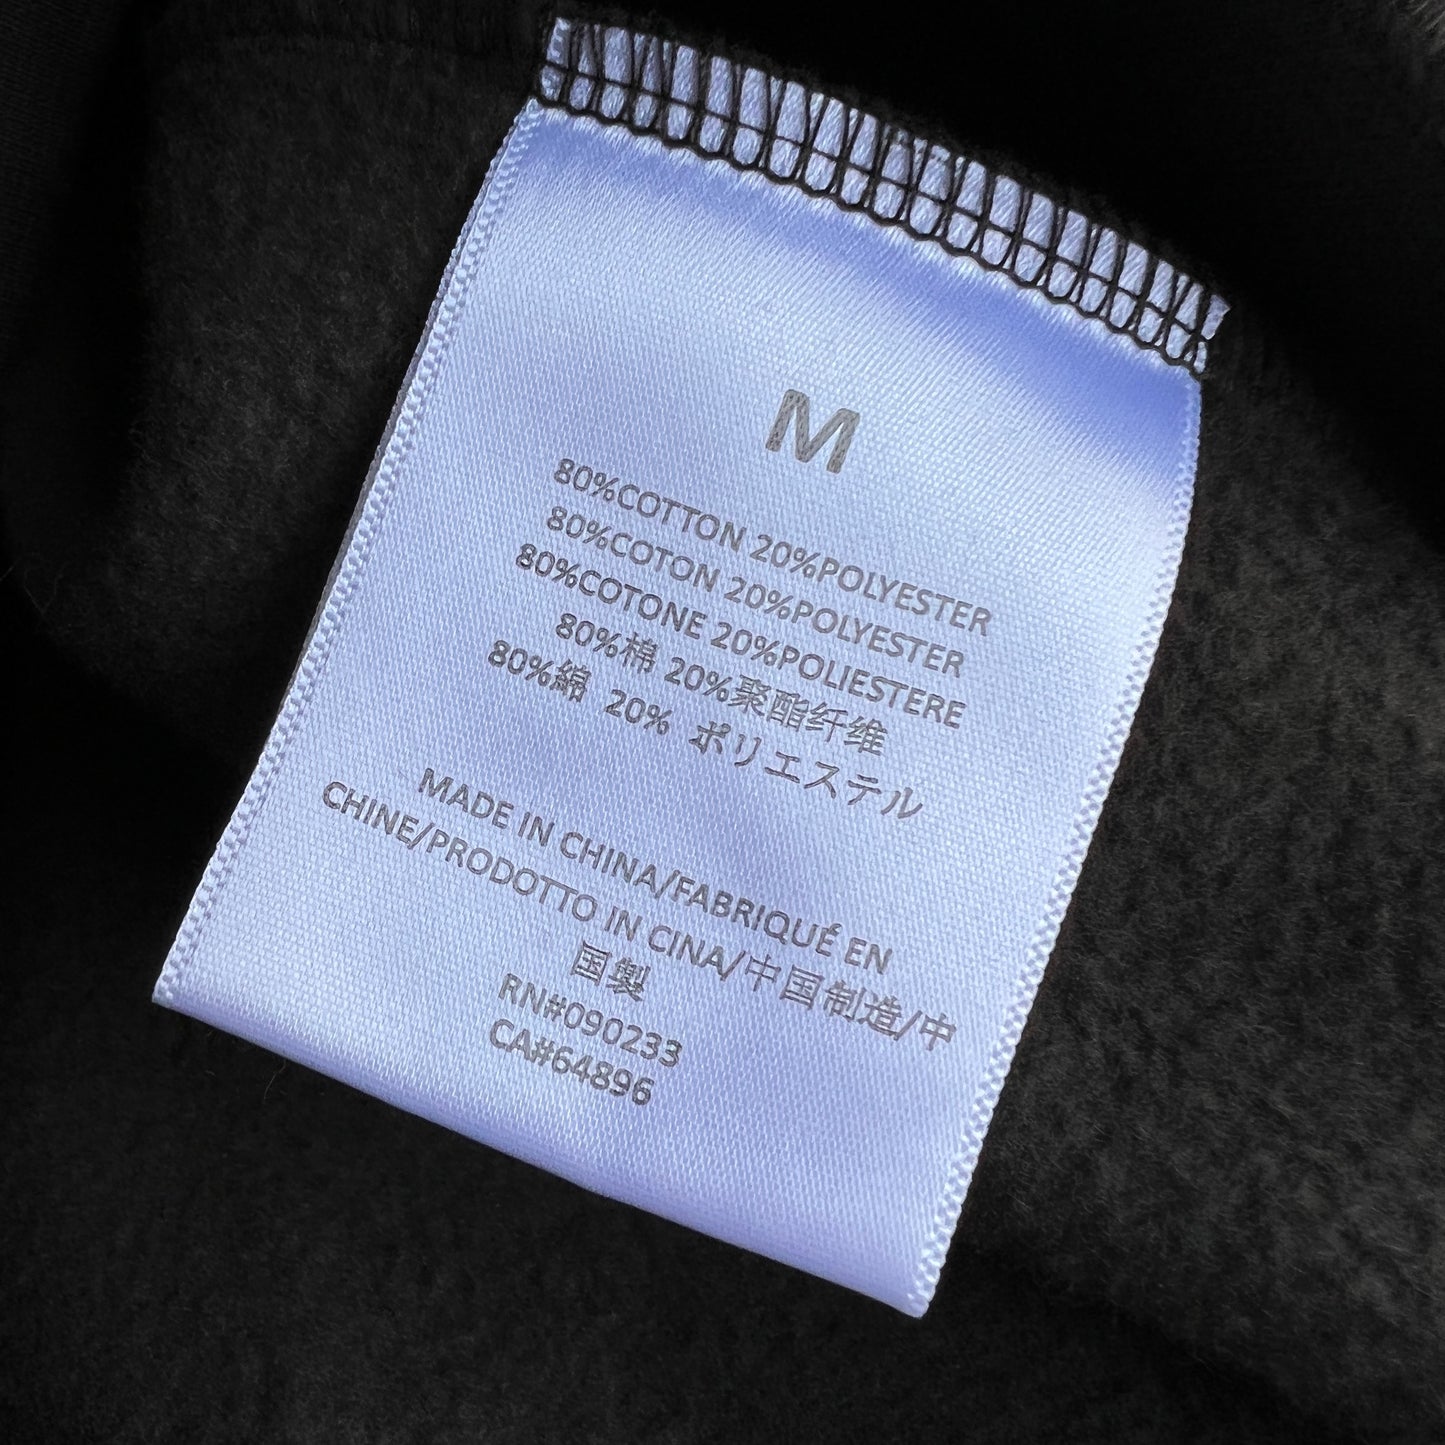 M
80%COTTON 20%POLYESTER
80%COTON 20%POLYESTER
80%COTONE 20%POLIESTERE
80%棉 20%聚酯纤维
80%綿 20% ポリエステル
MADE IN CHINA/FABRIQUÉ EN
CHINE/PRODOTTO IN CINA/中国制造/中
国製
RN#090233
CA#64896